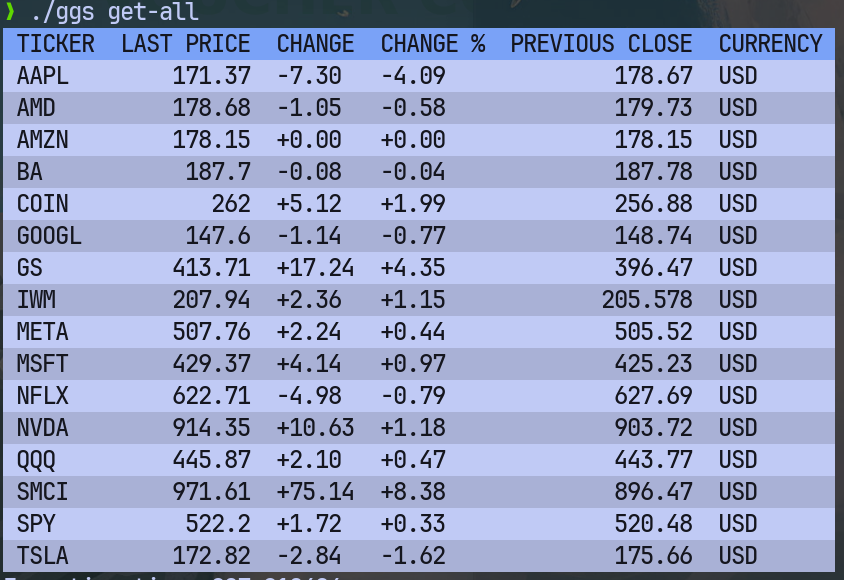 ❯ ./ggs get-all
TICKER LAST PRICE CHANGE CHANGE % PREVIOUS CLOSE CURRENCY
AAPL 171.37 -7.30 -4.09 178.67 USD
AMD 178.68 -1.05 -0.58 179.73 USD
AMZN 178.15 +0.00 +0.00 178.15 USD
BA 187.7 -0.08 -0.04 187.78 USD
COIN 262 +5.12 +1.99 256.88 USD
GOOGL 147.6 -1.14 -0.77 148.74 USD
GS 413.71 +17.24 +4.35 396.47 USD
IWM 207.94 +2.36 +1.15 205.578 USD
META 507.76 +2.24 +0.44 505.52 USD
MSFT 429.37 +4.14 +0.97 425.23 USD
NFLX 622.71 -4.98 -0.79 627.69 USD
NVDA 914.35 +10.63 +1.18 903.72 USD
QQQ 445.87 +2.10 +0.47 443.77 USD
SMCI 971.61 +75.14 +8.38 896.47 USD
SPY 522.2 +1.72 +0.33 520.48 USD
TSLA 172.82 -2.84 -1.62 175.66 USD